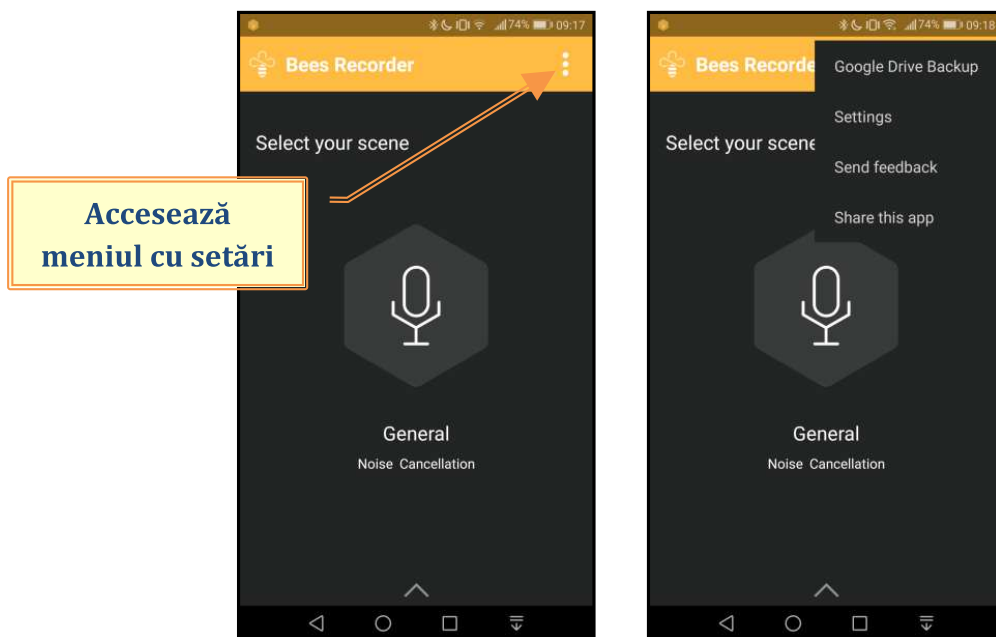 74% 09:17
Bees Recorder
Select your scene
Accesează
meniul cu setări
General
Noise Cancellation
74% 09:18
Bees Recorde
Google Drive Backup
Settings
Select your scene
Send feedback
Share this app
General
Noise Cancellation